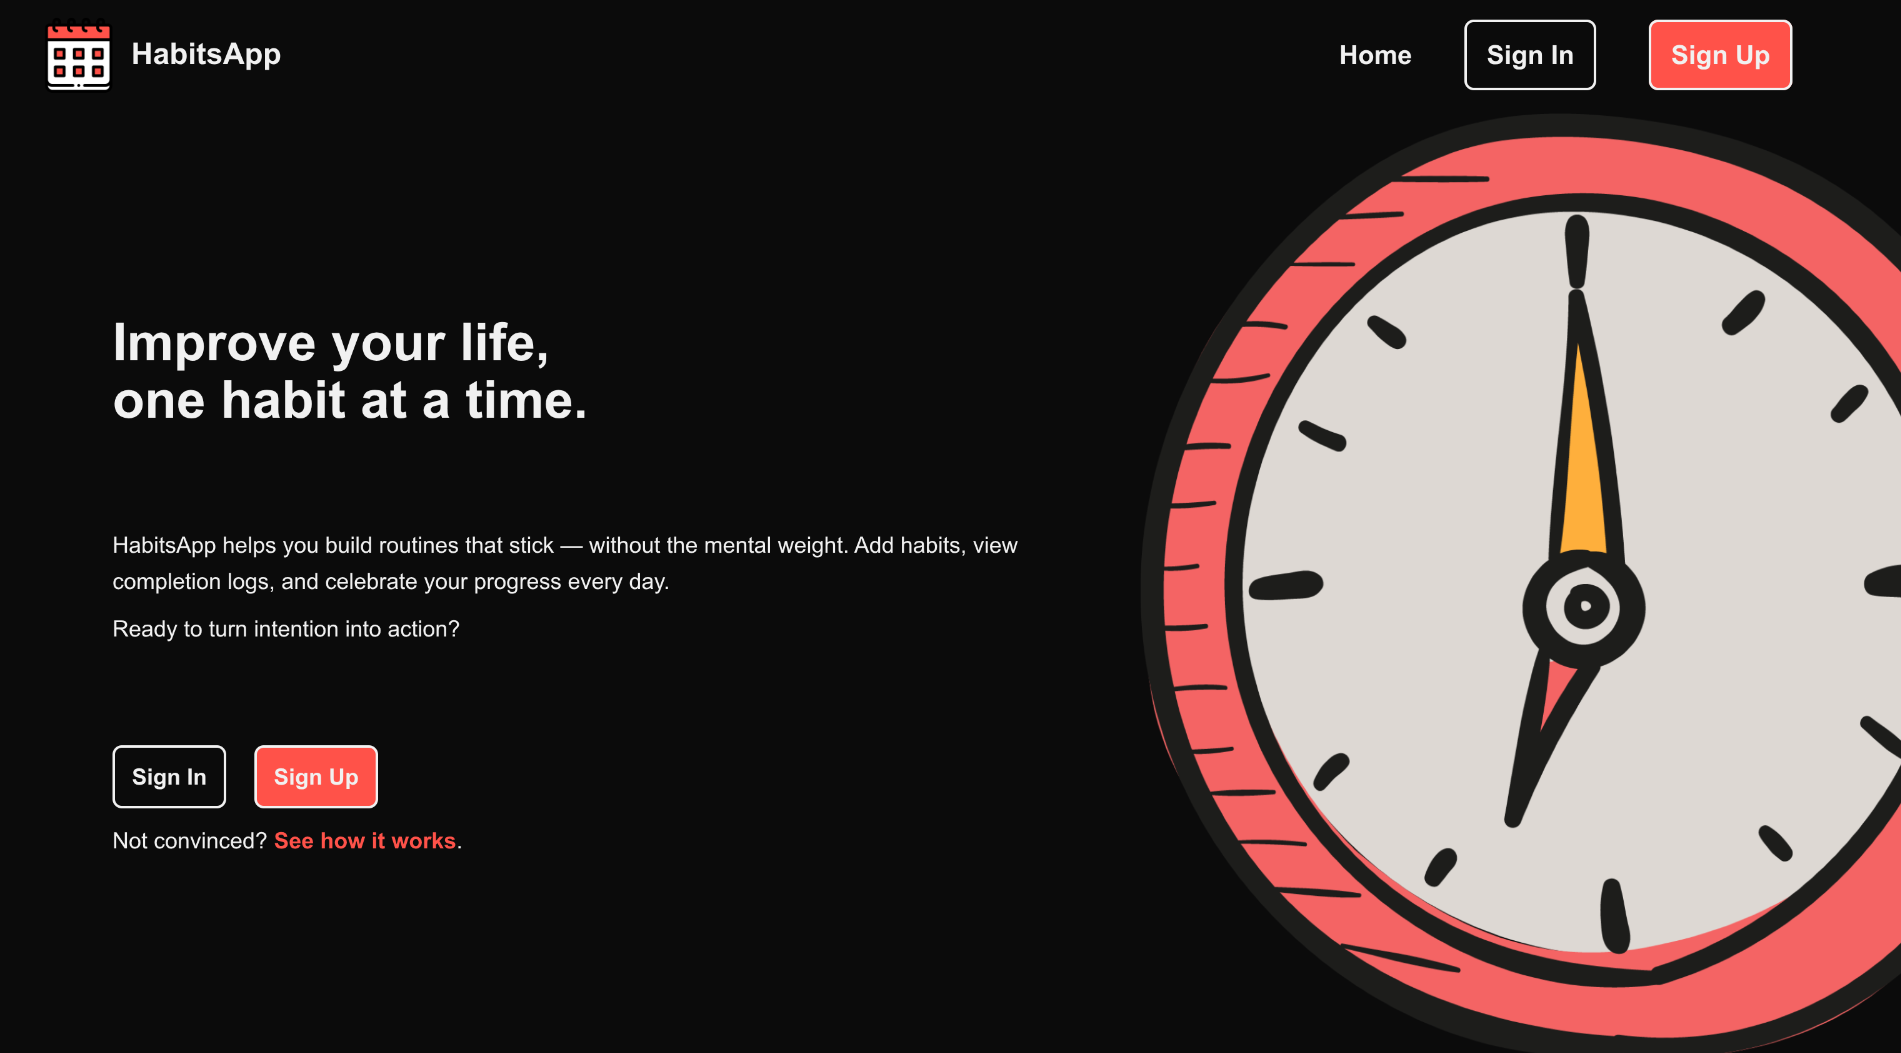 HabitsApp
Home
Sign In
Sign Up
Improve your life,
one habit at a time.
HabitsApp helps you build routines that stick — without the mental weight. Add habits, view
completion logs, and celebrate your progress every day.
Ready to turn intention into action?
Sign In
Sign Up
Not convinced? See how it works.